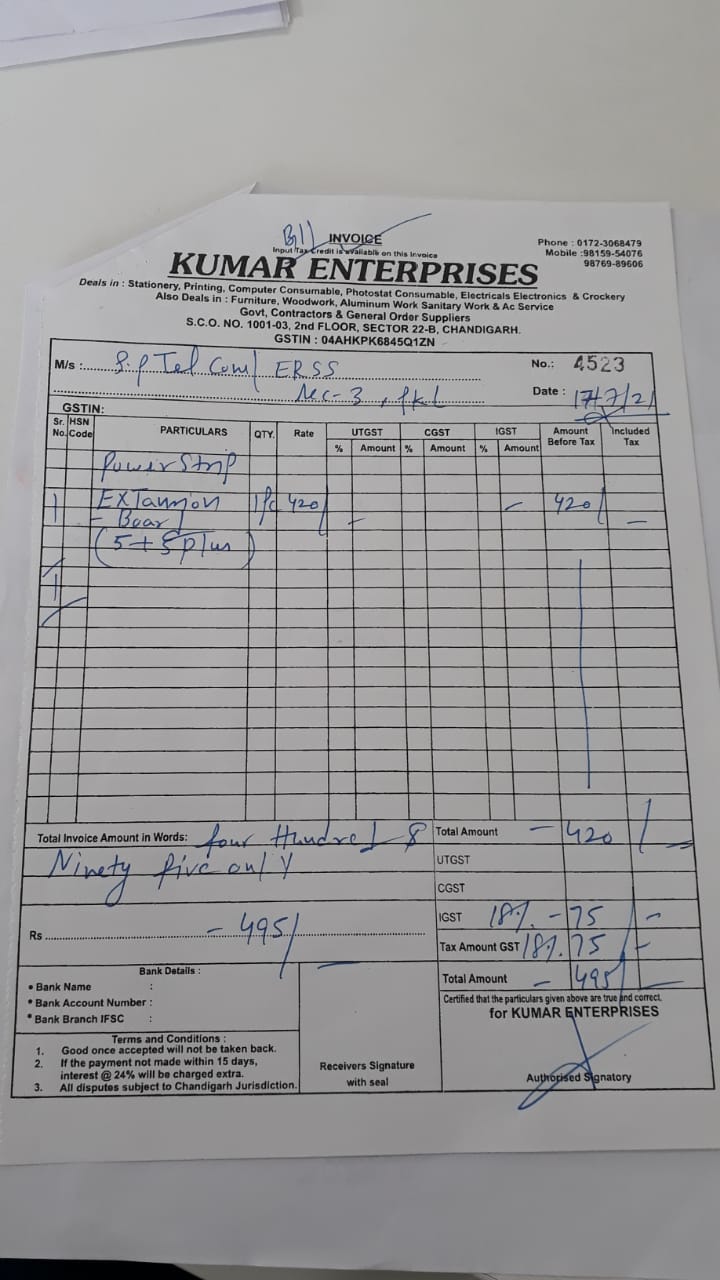 Bill INVOICE
Input Tax Credit is avaliable on this Invoice
Phone : 0172-3068479
Mobile :98159-54076
98769-89606
KUMAR ENTERPRISES
Deals in : Stationery, Printing, Computer Consumable, Photostat Consumable, Electricals Electronics & Crockery
Also Deals in : Furniture, Woodwork, Aluminum Work Sanitary Work & Ac Service
Govt, Contractors & General Order Suppliers
S.C.O. NO. 1001-03, 2nd FLOOR, SECTOR 22-B, CHANDIGARH.
GSTIN : 04AHKPK6845Q1ZN
M/s : S.P Tel Com/ ERSS No.: 4523
Sec-3, Pkl Date : 17/7/21
GSTIN:
Sr. No. HSN Code PARTICULARS QTY. Rate UTGST CGST IGST Amount Before Tax Included Tax
% Amount % Amount % Amount
Power Strip
1 EXTannion 1Pc 420/ – – 420/ –
- Board
(5+5 Plus)
Total Invoice Amount in Words: four Hundred & Total Amount – 420/–
Ninety five only UTGST
CGST
IGST 18% – 75/–
Rs – 495/ Tax Amount GST 18%. 75/–
Bank Details : Total Amount – 495/–
• Bank Name :
• Bank Account Number :
• Bank Branch IFSC :
Certified that the particulars given above are true and correct.
for KUMAR ENTERPRISES
Terms and Conditions :
1. Good once accepted will not be taken back.
2. If the payment not made within 15 days,
interest @ 24% will be charged extra.
3. All disputes subject to Chandigarh Jurisdiction.
Receivers Signature
with seal
Authorised Signatory